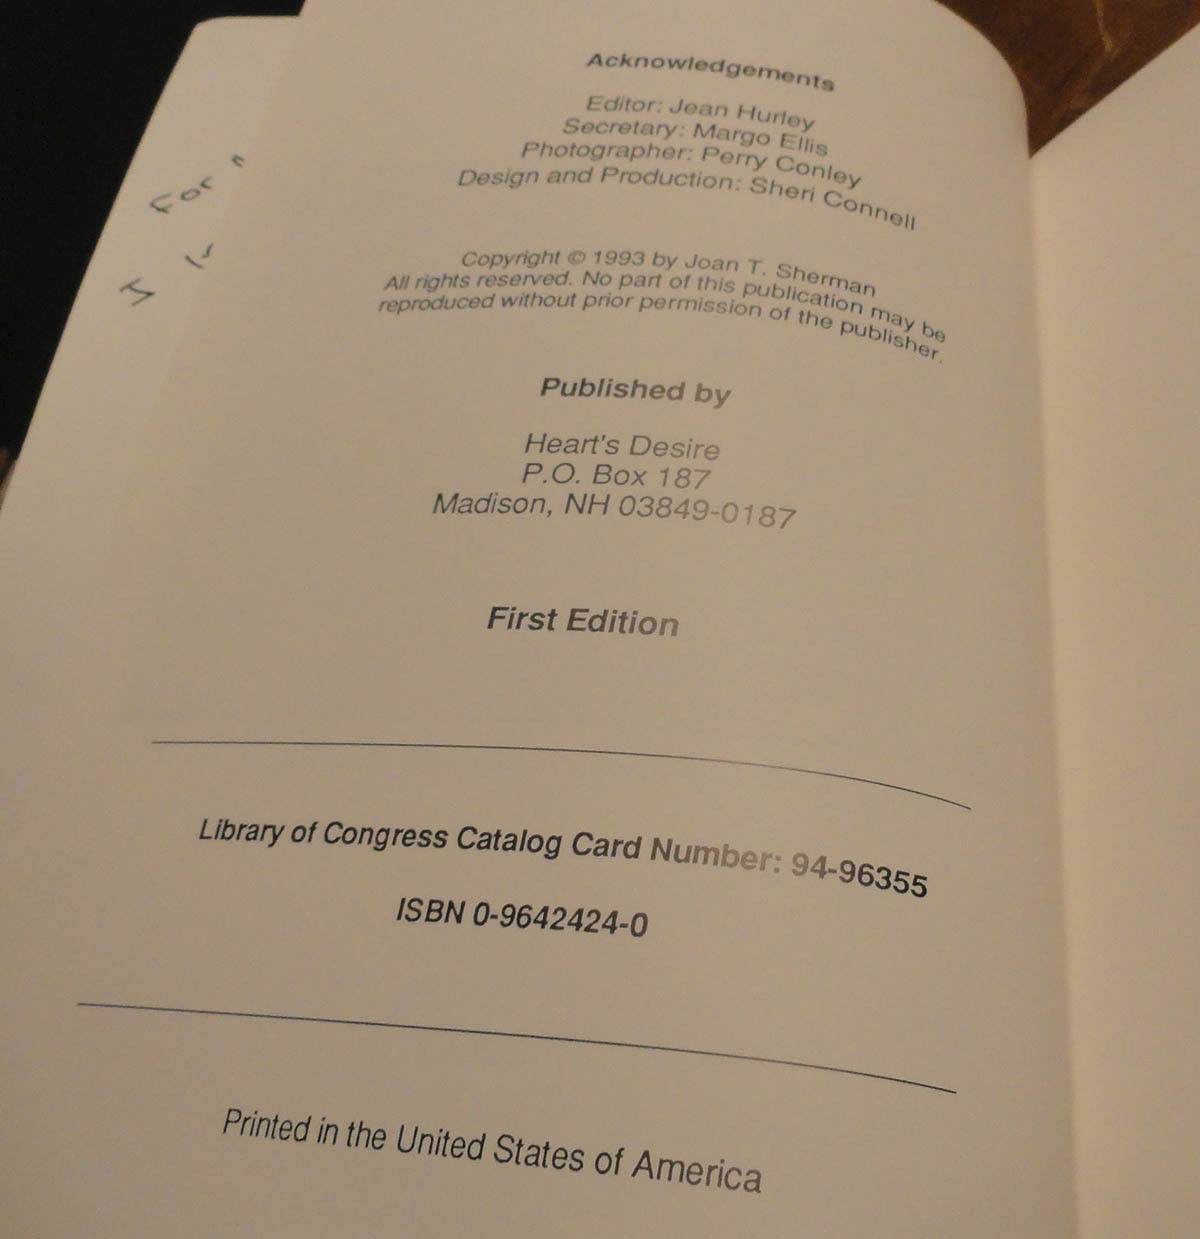 Acknowledgements
Editor: Jean Hurley
Secretary: Margo Ellis
Photographer: Perry Conley
Design and Production: Sheri Connell
Copyright © 1993 by Joan T. Sherman
All rights reserved. No part of this publication may be
reproduced without prior permission of the publisher.
Published by
Heart's Desire
P.O. Box 187
Madison, NH 03849-0187
First Edition
Library of Congress Catalog Card Number: 94-96355
ISBN 0-9642424-0
Printed in the United States of America